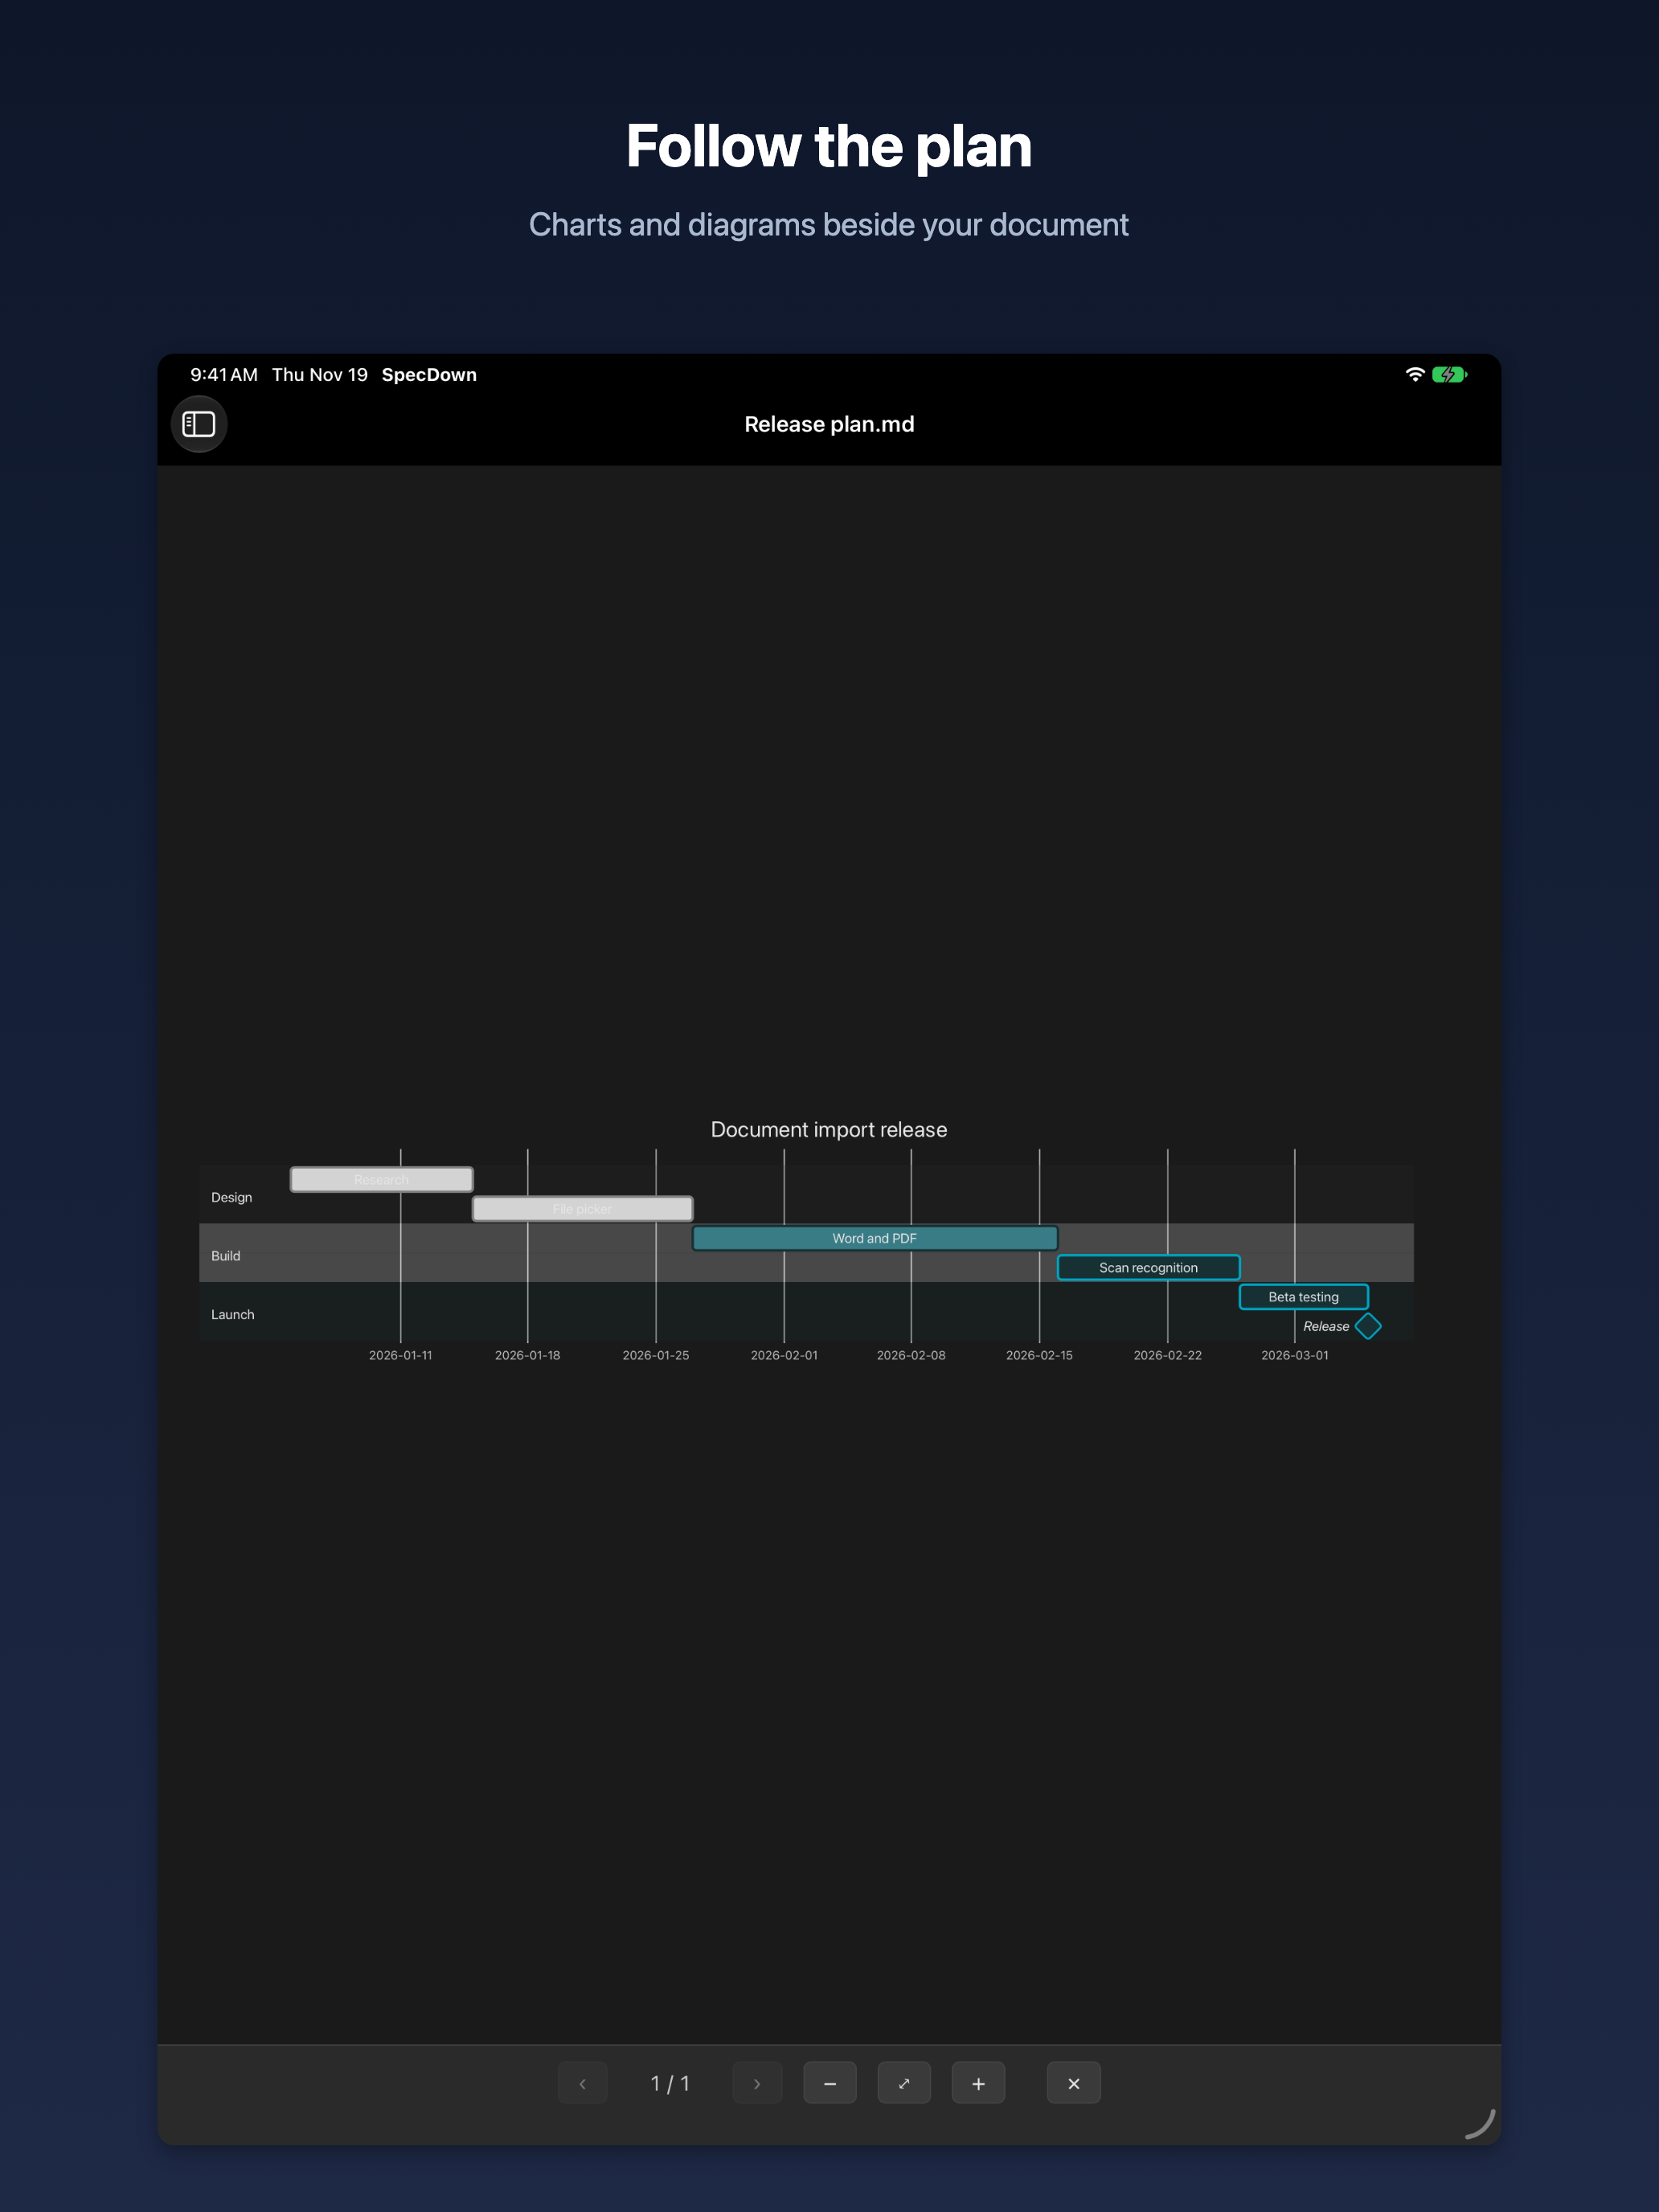 Follow the plan
Charts and diagrams beside your document
9:41 AM Thu Nov 19 SpecDown
Release plan.md
Document import release
Research
Design
File picker
Word and PDF
Build
Scan recognition
Beta testing
Launch
Release
2026-01-11 2026-01-18 2026-01-25 2026-02-01 2026-02-08 2026-02-15 2026-02-22 2026-03-01
1 / 1